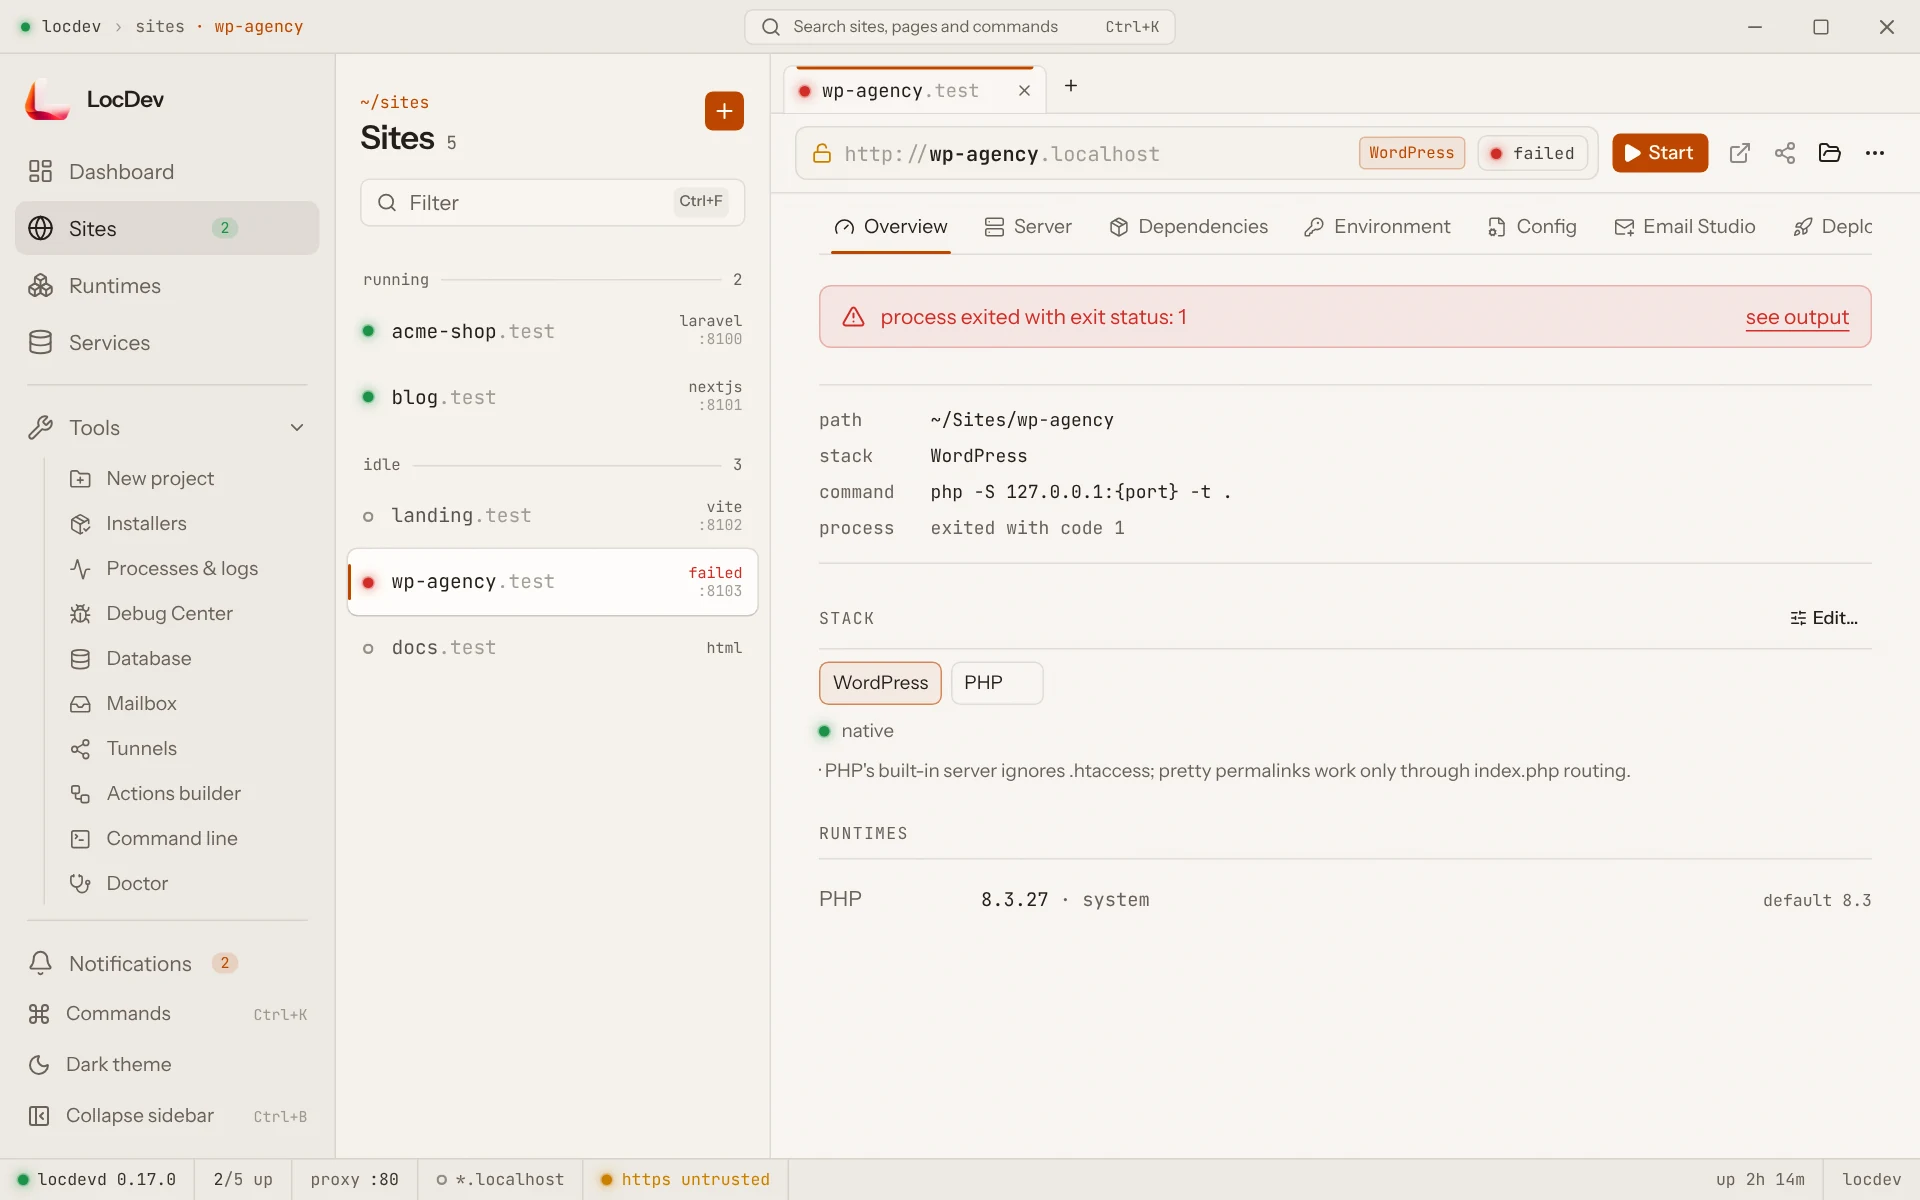 locdev › sites · wp-agency
Search sites, pages and commands Ctrl+K
LocDev
Dashboard
Sites 2
Runtimes
Services
Tools
New project
Installers
Processes & logs
Debug Center
Database
Mailbox
Tunnels
Actions builder
Command line
Doctor
Notifications 2
Commands Ctrl+K
Dark theme
Collapse sidebar Ctrl+B
~/sites
Sites 5
Filter Ctrl+F
running 2
acme-shop.test laravel
:8100
blog.test nextjs
:8101
idle 3
landing.test vite
:8102
wp-agency.test failed
:8103
docs.test html
wp-agency.test
http://wp-agency.localhost WordPress failed Start
Overview Server Dependencies Environment Config Email Studio Deplo
process exited with exit status: 1 see output
path ~/Sites/wp-agency
stack WordPress
command php -S 127.0.0.1:{port} -t .
process exited with code 1
STACK Edit...
WordPress PHP
native
· PHP's built-in server ignores .htaccess; pretty permalinks work only through index.php routing.
RUNTIMES
PHP 8.3.27 · system default 8.3
locdevd 0.17.0 2/5 up proxy :80 *.localhost https untrusted up 2h 14m locdev